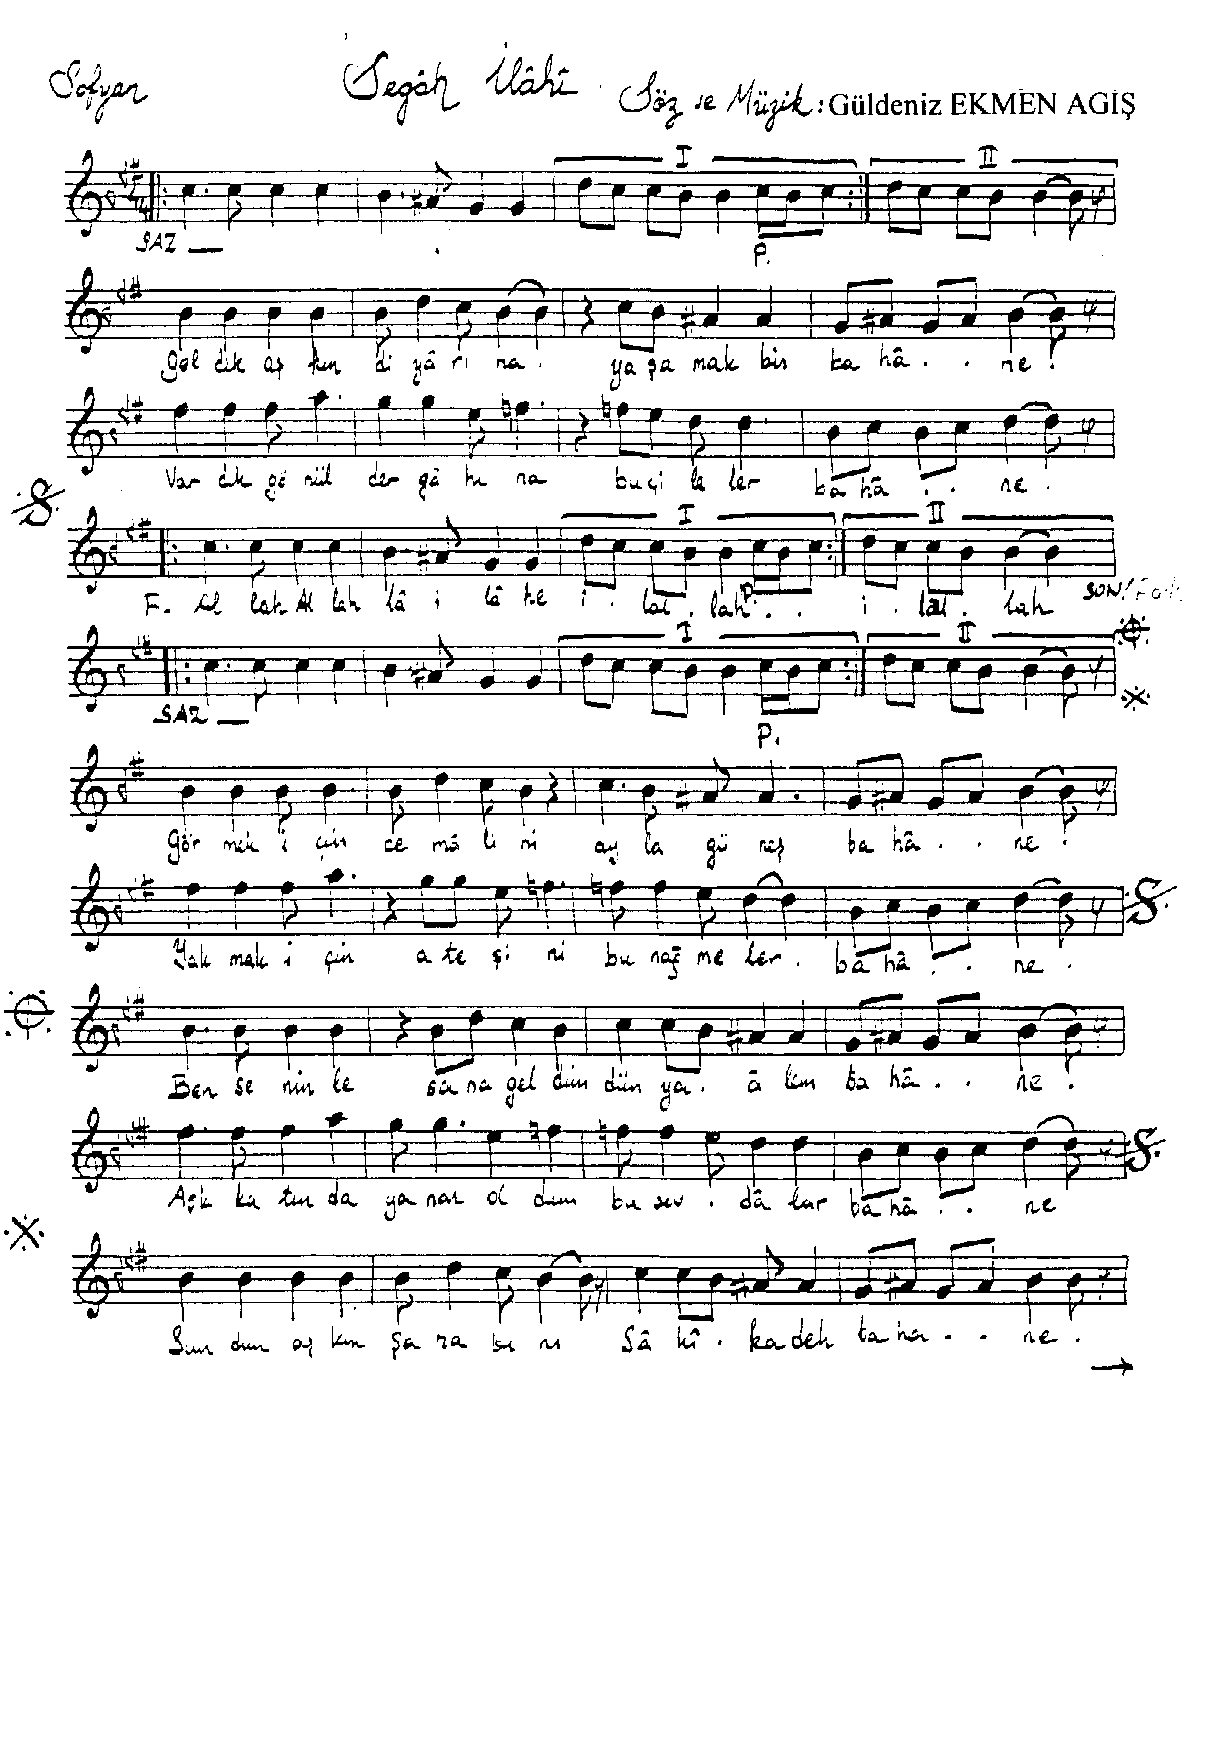 Sofyan
Segâh İlâhî
Söz ve Müzik: Güldeniz EKMEN AGİŞ
I II
SAZ P.
Gel dik aş kın di yâ rı na . ya şa mak bir ba hâ . . ne .
Var dık gö nül der gâ hı na bu çi le ler ba hâ . . ne .
I II
F. Al lah Al lah lâ i lâ he i . lal . lah . . i . lal . lah SON
P.
I II
SAZ P.
Gör mek i çin ce mâ li ni ay la gü neş ba hâ . . ne .
Yak mak i çin a te şi ni bu nağ me ler . ba hâ . . ne .
Ben se nin le sa na gel dim dün ya . â lem ba hâ . . ne .
Aşk ka tın da ya nar ol dum bu sev . dâ lar ba hâ . . ne
Sun dun aş kın şa ra bı nı Sâ kî . ka deh ba ha . . ne .